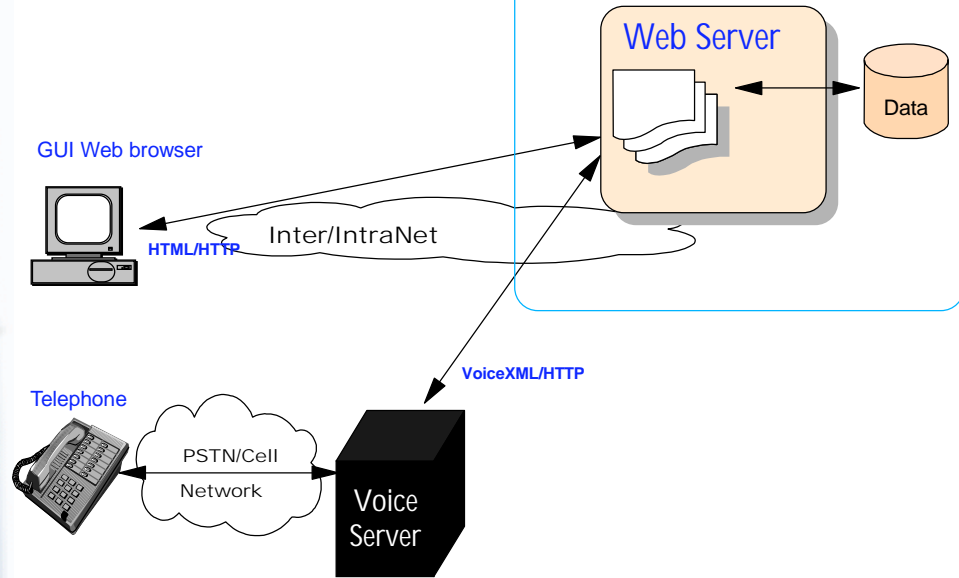 Web Server
Data
GUI Web browser
Inter/IntraNet
HTML/HTTP
VoiceXML/HTTP
Telephone
PSTN/Cell
Network
Voice
Server